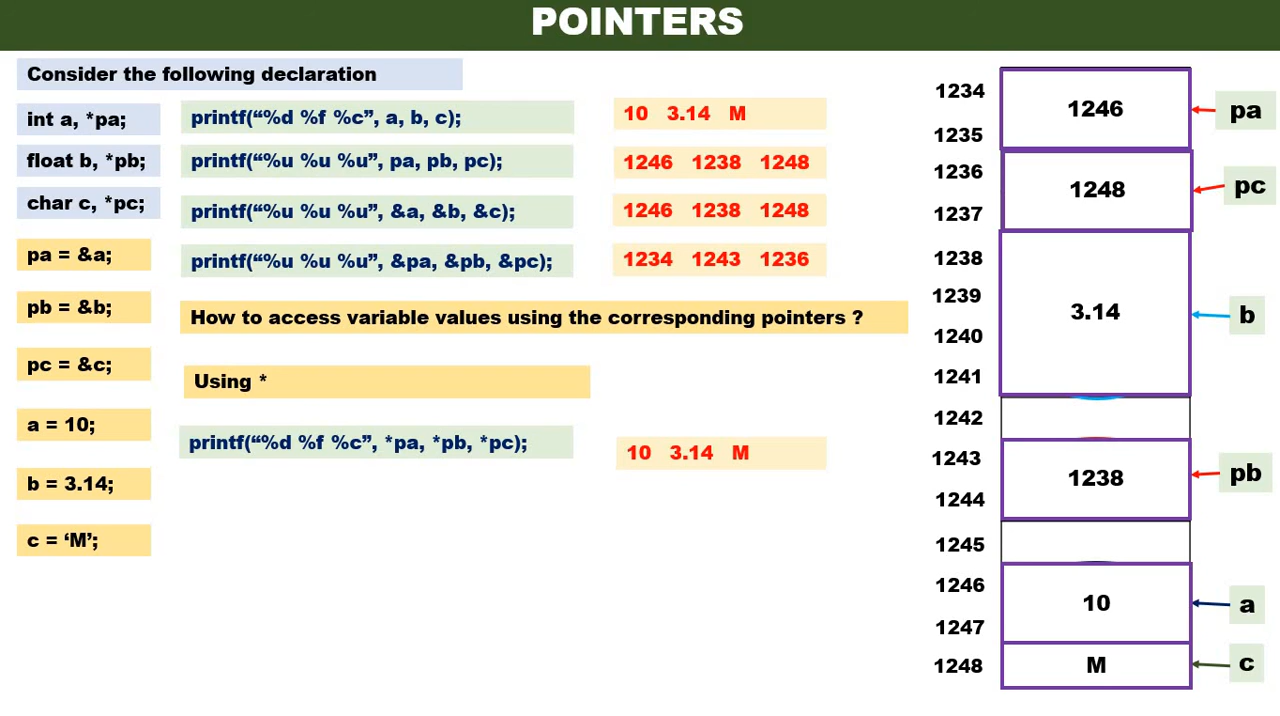 POINTERS
Consider the following declaration
int a, *pa;
float b, *pb;
char c, *pc;
pa = &a;
pb = &b;
pc = &c;
a = 10;
b = 3.14;
c = ‘M’;
printf(“%d %f %c”, a, b, c);
10 3.14 M
printf(“%u %u %u”, pa, pb, pc);
1246 1238 1248
printf(“%u %u %u”, &a, &b, &c);
1246 1238 1248
printf(“%u %u %u”, &pa, &pb, &pc);
1234 1243 1236
How to access variable values using the corresponding pointers ?
Using *
printf(“%d %f %c”, *pa, *pb, *pc);
10 3.14 M
1234
1246
pa
1235
1236
1248
pc
1237
1238
1239
3.14
b
1240
1241
1242
1243
1238
pb
1244
1245
1246
10
a
1247
1248
M
c